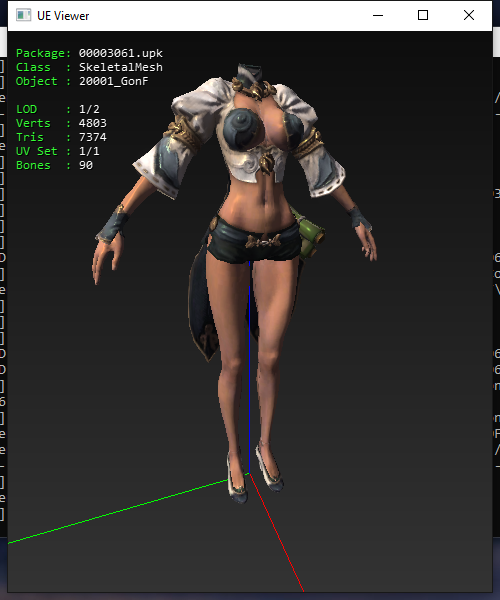 UE Viewer
Package: 00003061.upk
Class : SkeletalMesh
Object : 20001_GonF
LOD : 1/2
Verts : 4803
Tris : 7374
UV Set : 1/1
Bones : 90